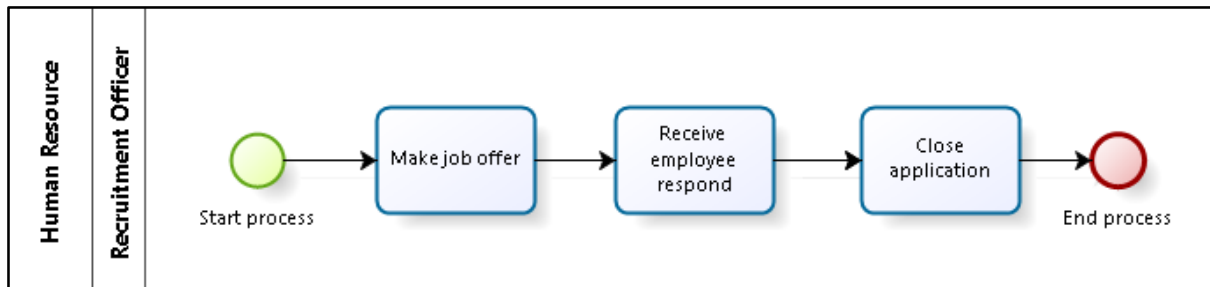 Human Resource
Recruitment Officer
Start process
Make job offer
Receive
employee
respond
Close
application
End process